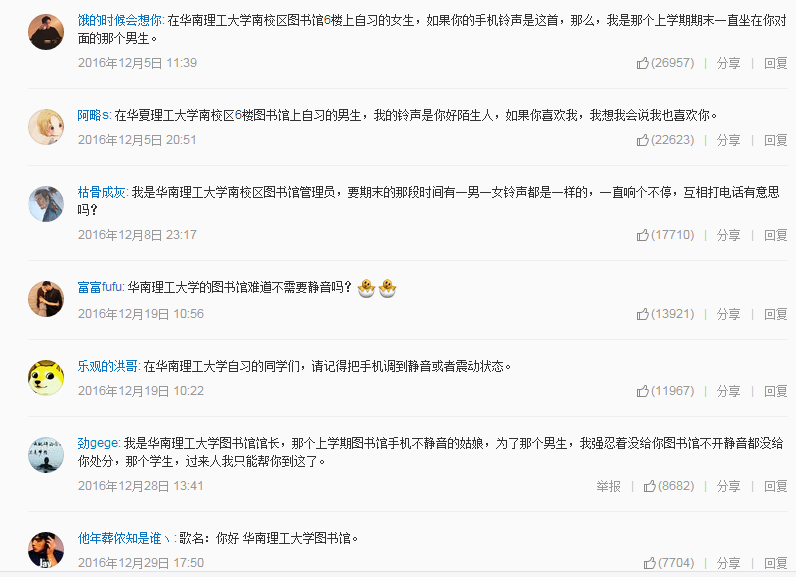 饿的时候会想你: 在华南理工大学南校区图书馆6楼上自习的女生，如果你的手机铃声是这首，那么，我是那个上学期期末一直坐在你对
面的那个男生。
2016年12月5日 11:39 (26957) | 分享 | 回复
阿略s: 在华夏理工大学南校区6楼图书馆上自习的男生，我的铃声是你好陌生人，如果你喜欢我，我想我会说我也喜欢你。
2016年12月5日 20:51 (22623) | 分享 | 回复
枯骨成灰: 我是华南理工大学南校区图书馆管理员，要期末的那段时间有一男一女铃声都是一样的，一直响个不停，互相打电话有意思
吗？
2016年12月8日 23:17 (17710) | 分享 | 回复
富富fufu: 华南理工大学的图书馆难道不需要静音吗？
2016年12月19日 10:56 (13921) | 分享 | 回复
乐观的洪哥: 在华南理工大学自习的同学们，请记得把手机调到静音或者震动状态。
2016年12月19日 10:22 (11967) | 分享 | 回复
劲gege: 我是华南理工大学图书馆馆长，那个上学期图书馆手机不静音的姑娘，为了那个男生，我强忍着没给你图书馆不开静音都没给
你处分，那个学生，过来人我只能帮你到这了。
2016年12月28日 13:41 举报 | (8682) | 分享 | 回复
他年葬侬知是谁ヽ: 歌名：你好 华南理工大学图书馆。
2016年12月29日 17:50 (7704) | 分享 | 回复